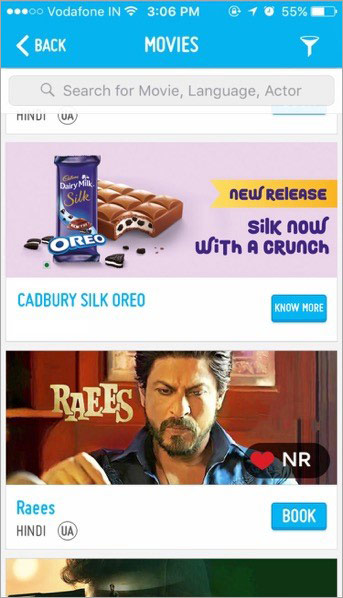 Vodafone IN 3:06 PM 55%
BACK MOVIES
Search for Movie, Language, Actor
HINDI UA
Cadbury
Dairy Milk
Silk
OREO
NEW RELEASE
SILK NOW
WITH A CRUNCH
CADBURY SILK OREO
KNOW MORE
RAEES
NR
Raees
BOOK
HINDI UA